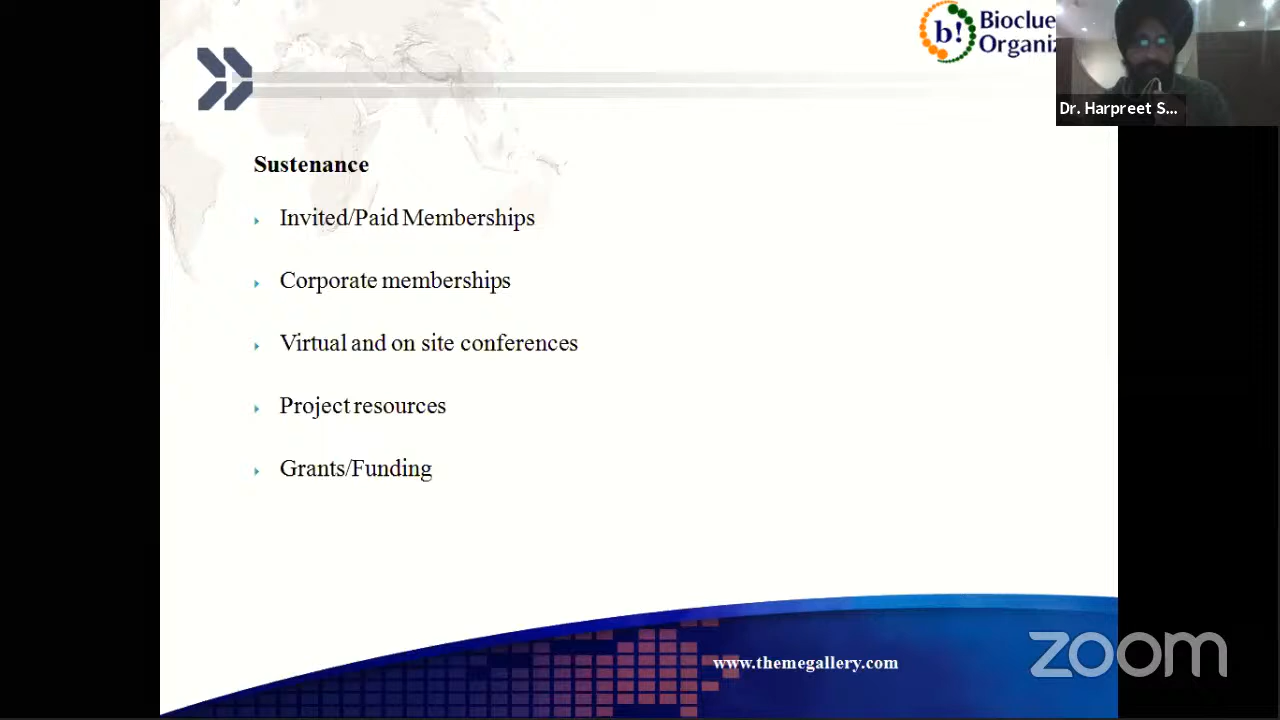 b!
Bioclue
Organiz
Dr. Harpreet S...
Sustenance
Invited/Paid Memberships
Corporate memberships
Virtual and on site conferences
Project resources
Grants/Funding
www.themegallery.com
zoom